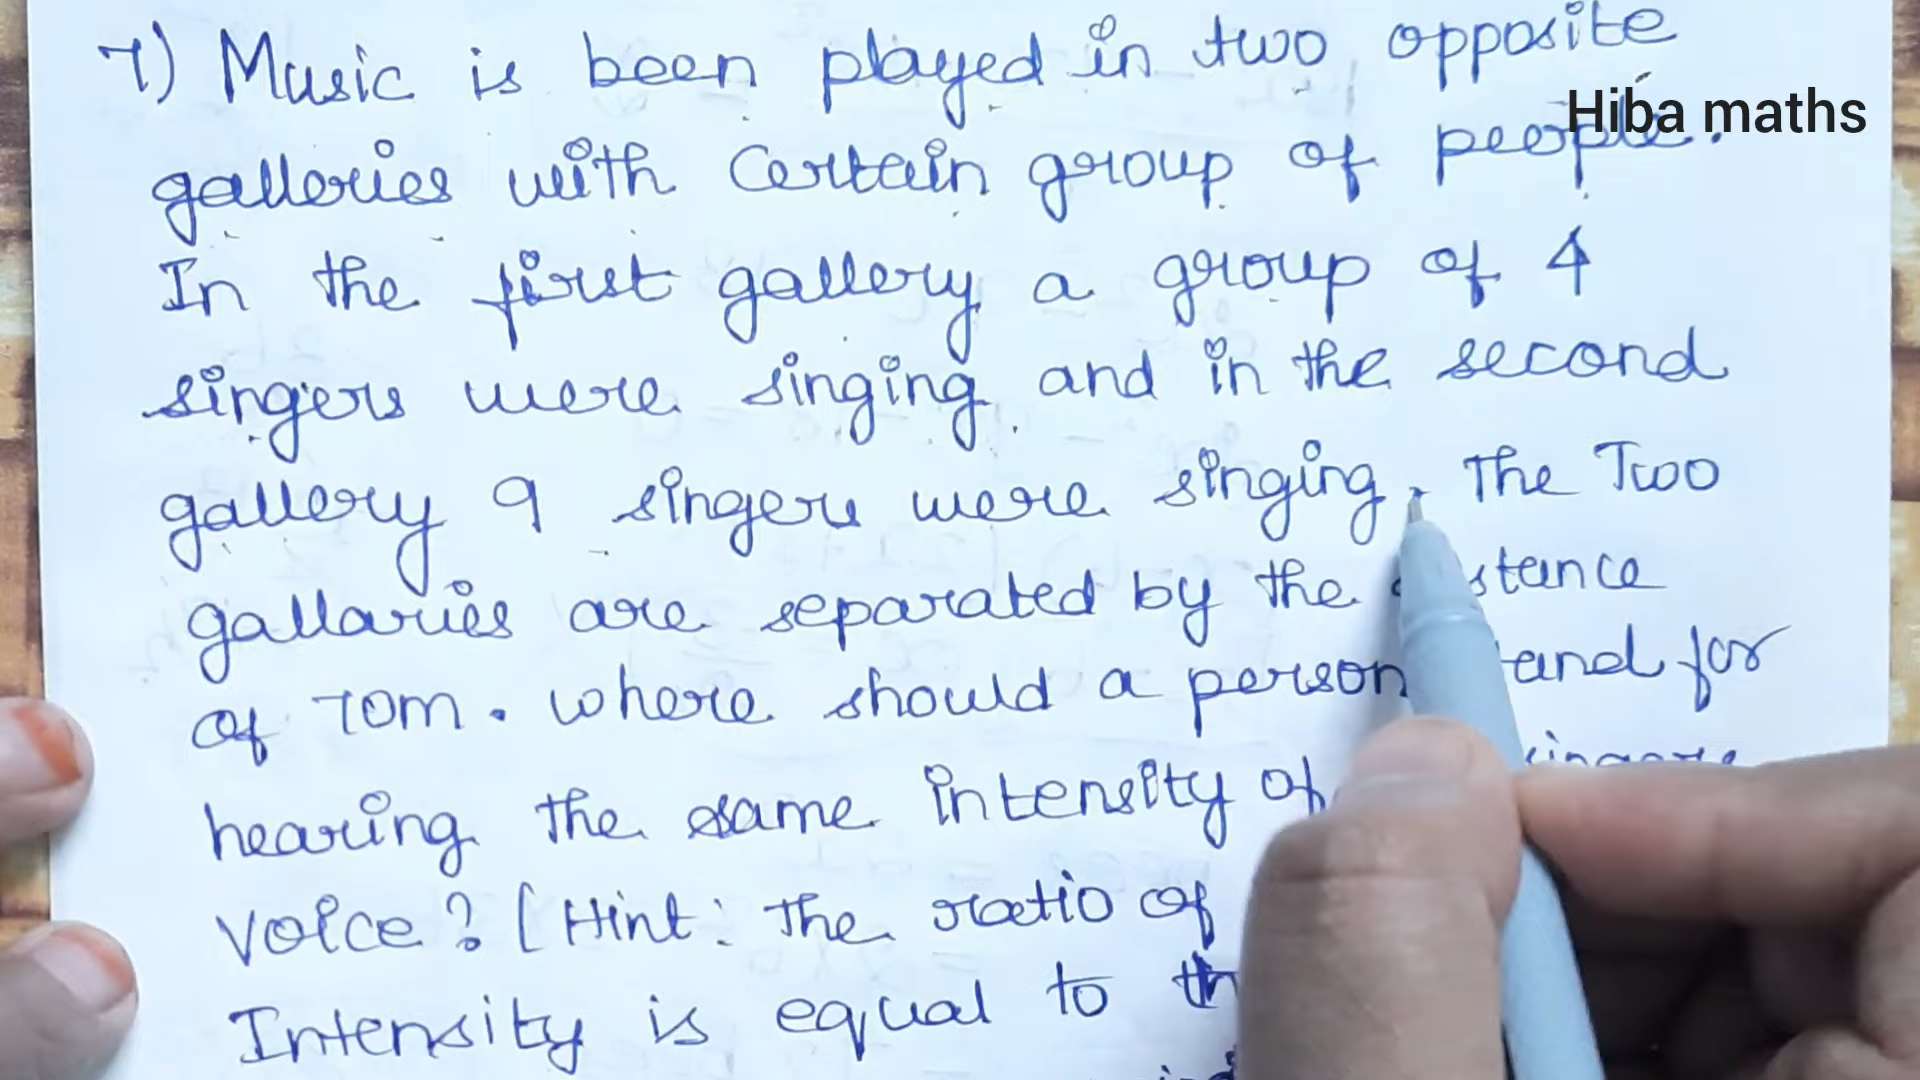 7) Music is been played in two opposite
Hiba maths
galleries with certain group of people.
In the first gallery a group of 4
singers were singing and in the second
gallery 9 singers were singing. The Two
gallaries are separated by the stance
of 70m. where should a person tand for
hearing the same intensity of
voice? [Hint: The ratio of
Intensity is equal to th